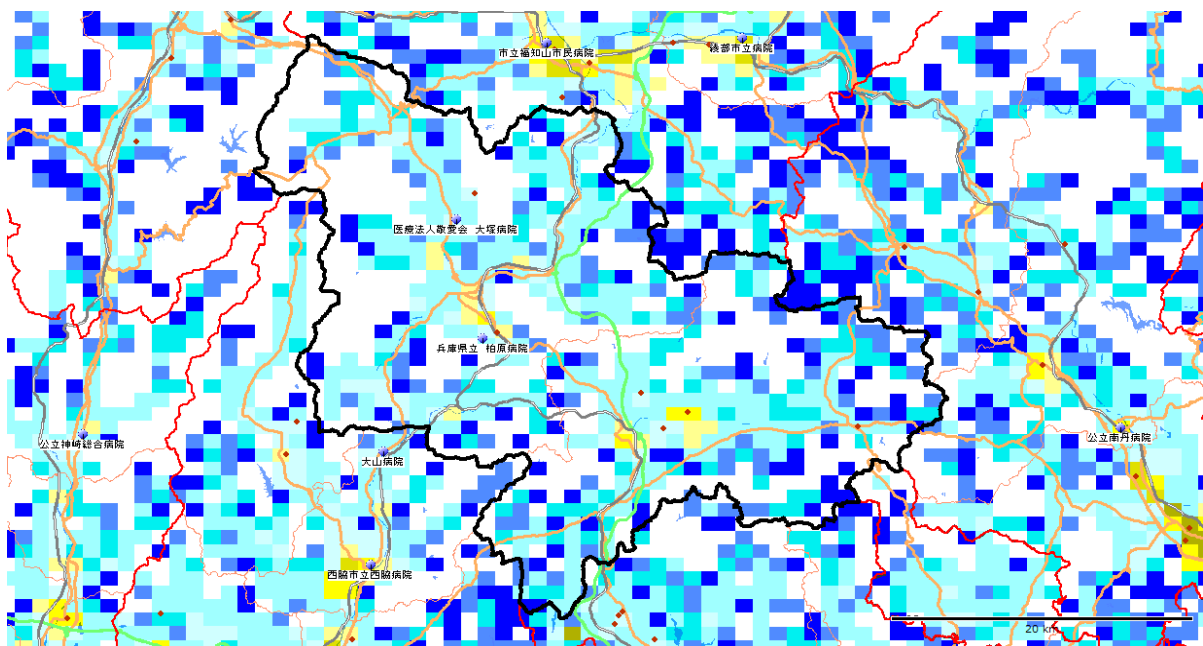 市立福知山市民病院
綾部市立病院
医療法人敬愛会 大塚病院
兵庫県立 柏原病院
公立神崎総合病院
大山病院
公立南丹病院
西脇市立西脇病院
20 km